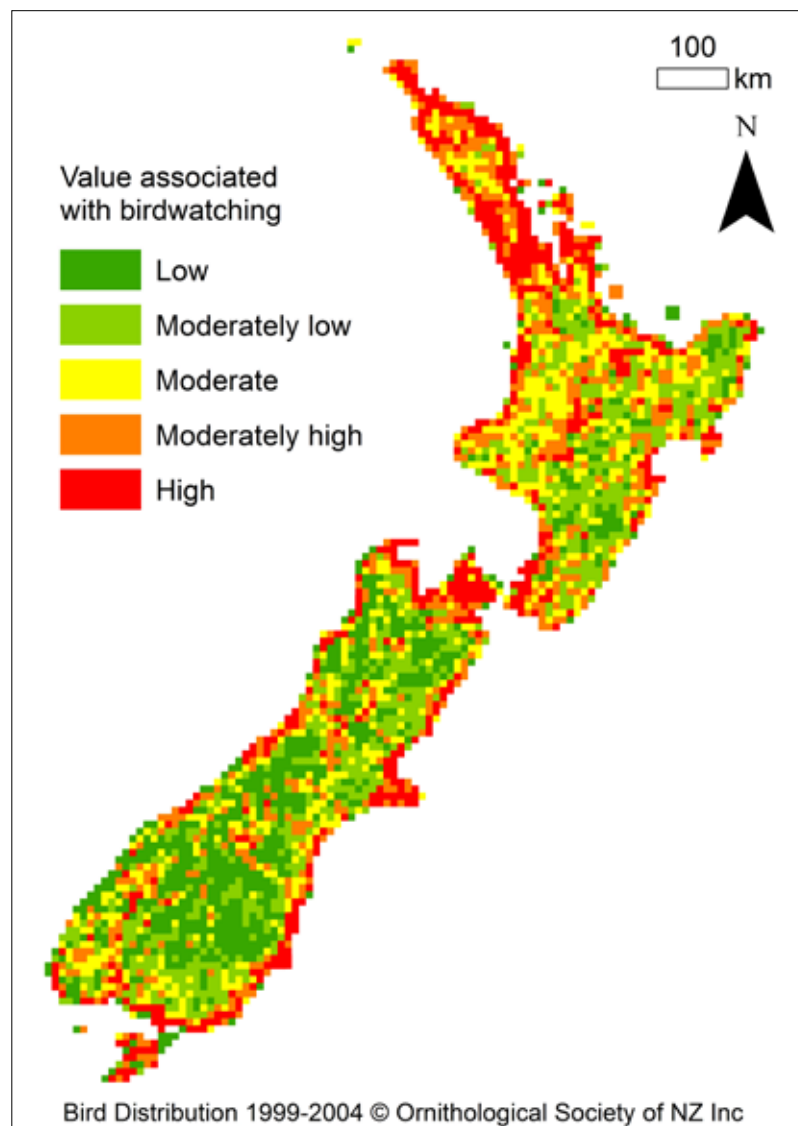 100
km
N
Value associated
with birdwatching
Low
Moderately low
Moderate
Moderately high
High
Bird Distribution 1999-2004 © Ornithological Society of NZ Inc